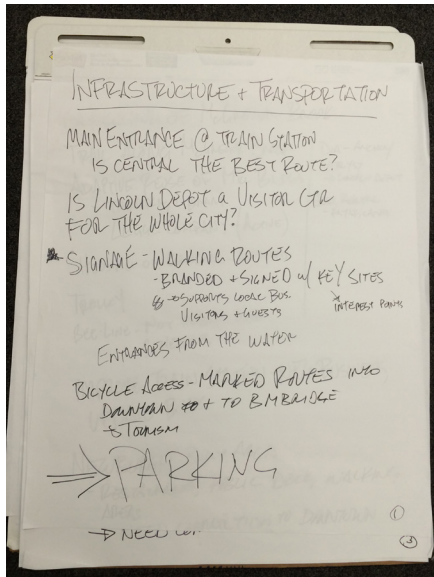 INFRASTRUCTURE + TRANSPORTATION
MAIN ENTRANCE @ TRAIN STATION
IS CENTRAL THE BEST ROUTE?
IS LINCOLN DEPOT A VISITOR CTR
FOR THE WHOLE CITY?
SIGNAGE - WALKING ROUTES
- BRANDED + SIGNED w/ KEY SITES
→ SUPPORTS LOCAL BUS.
VISITORS + GUESTS
INTEREST POINTS
ENTRANCES FROM THE WATER
BICYCLE ACCESS - MARKED ROUTES INTO
DOWNTOWN + TO BMBRIDGE
→ TOURISM
⇒ PARKING
→ NEED
1
3